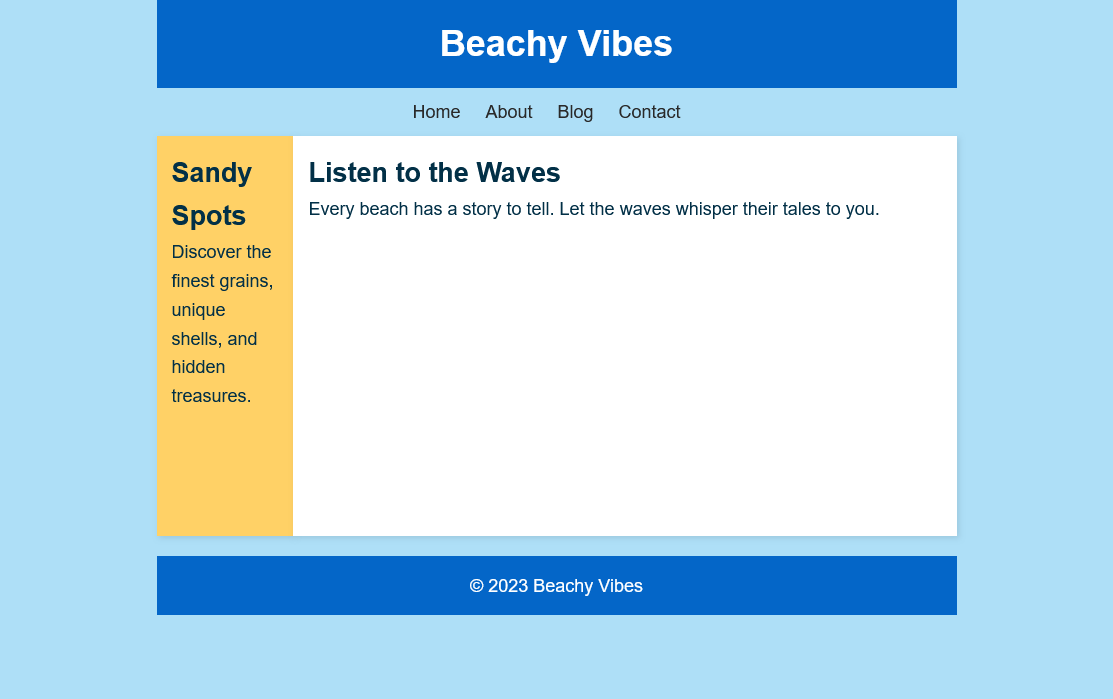 Beachy Vibes
Home About Blog Contact
Sandy
Spots
Discover the
finest grains,
unique
shells, and
hidden
treasures.
Listen to the Waves
Every beach has a story to tell. Let the waves whisper their tales to you.
© 2023 Beachy Vibes